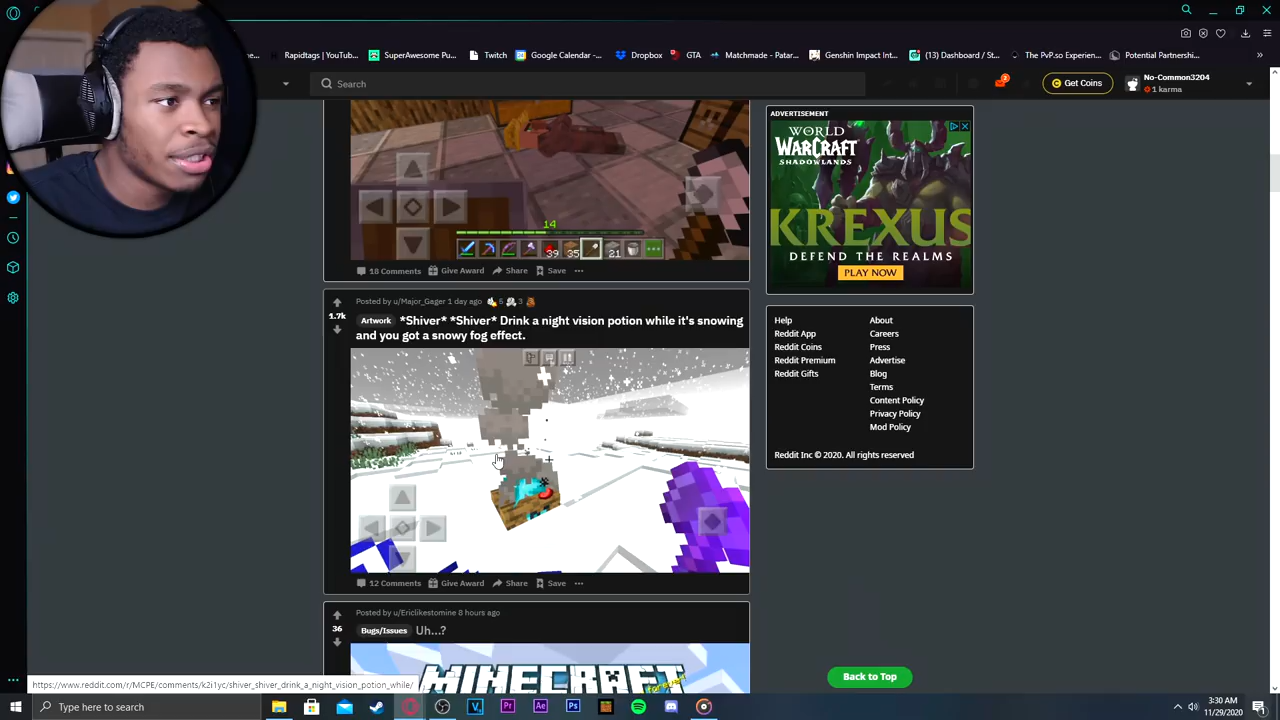 e...
Rapidtags | YouTub...
SuperAwesome Pu...
Twitch
Google Calendar -...
Dropbox
GTA
Matchmade - Patar...
Genshin Impact Int...
(13) Dashboard / St...
The PvP.so Experien...
Potential Partnershi...
Search
2
Get Coins
No-Common3204
1 karma
14
39 35 21
18 Comments Give Award Share Save
ADVERTISEMENT
WORLD
WARCRAFT
SHADOWLANDS
KREXUS
DEFEND THE REALMS
PLAY NOW
Posted by u/Major_Gager 1 day ago 5 3
1.7k
Artwork *Shiver* *Shiver* Drink a night vision potion while it's snowing
and you got a snowy fog effect.
12 Comments Give Award Share Save
Help About
Reddit App Careers
Reddit Coins Press
Reddit Premium Advertise
Reddit Gifts Blog
Terms
Content Policy
Privacy Policy
Mod Policy
Reddit Inc © 2020. All rights reserved
Posted by u/Ericlikestomine 8 hours ago
36
Bugs/Issues Uh...?
MINECRAFT
Back to Top
https://www.reddit.com/r/MCPE/comments/k2i1yc/shiver_shiver_drink_a_night_vision_potion_while/
Type here to search
3:30 AM
11/29/2020